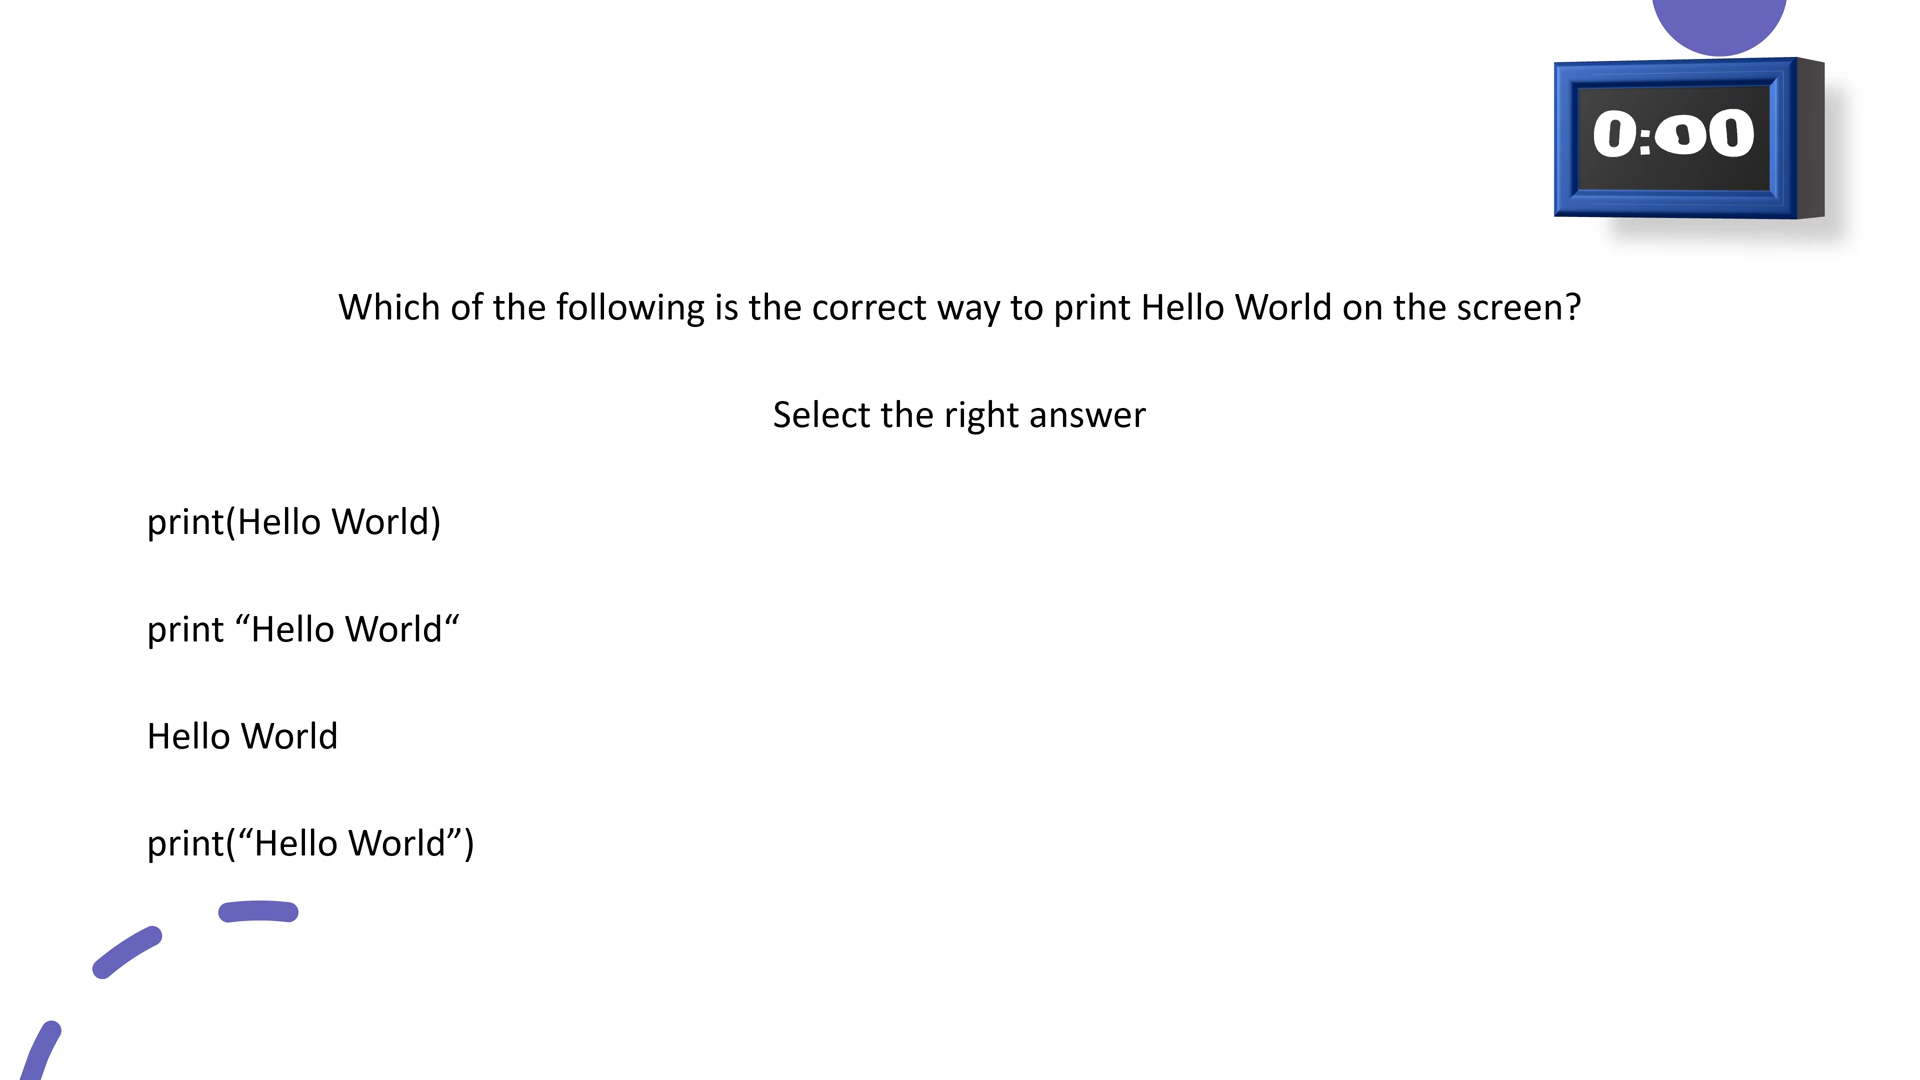 0:00
Which of the following is the correct way to print Hello World on the screen?
Select the right answer
print(Hello World)
print “Hello World“
Hello World
print(“Hello World”)